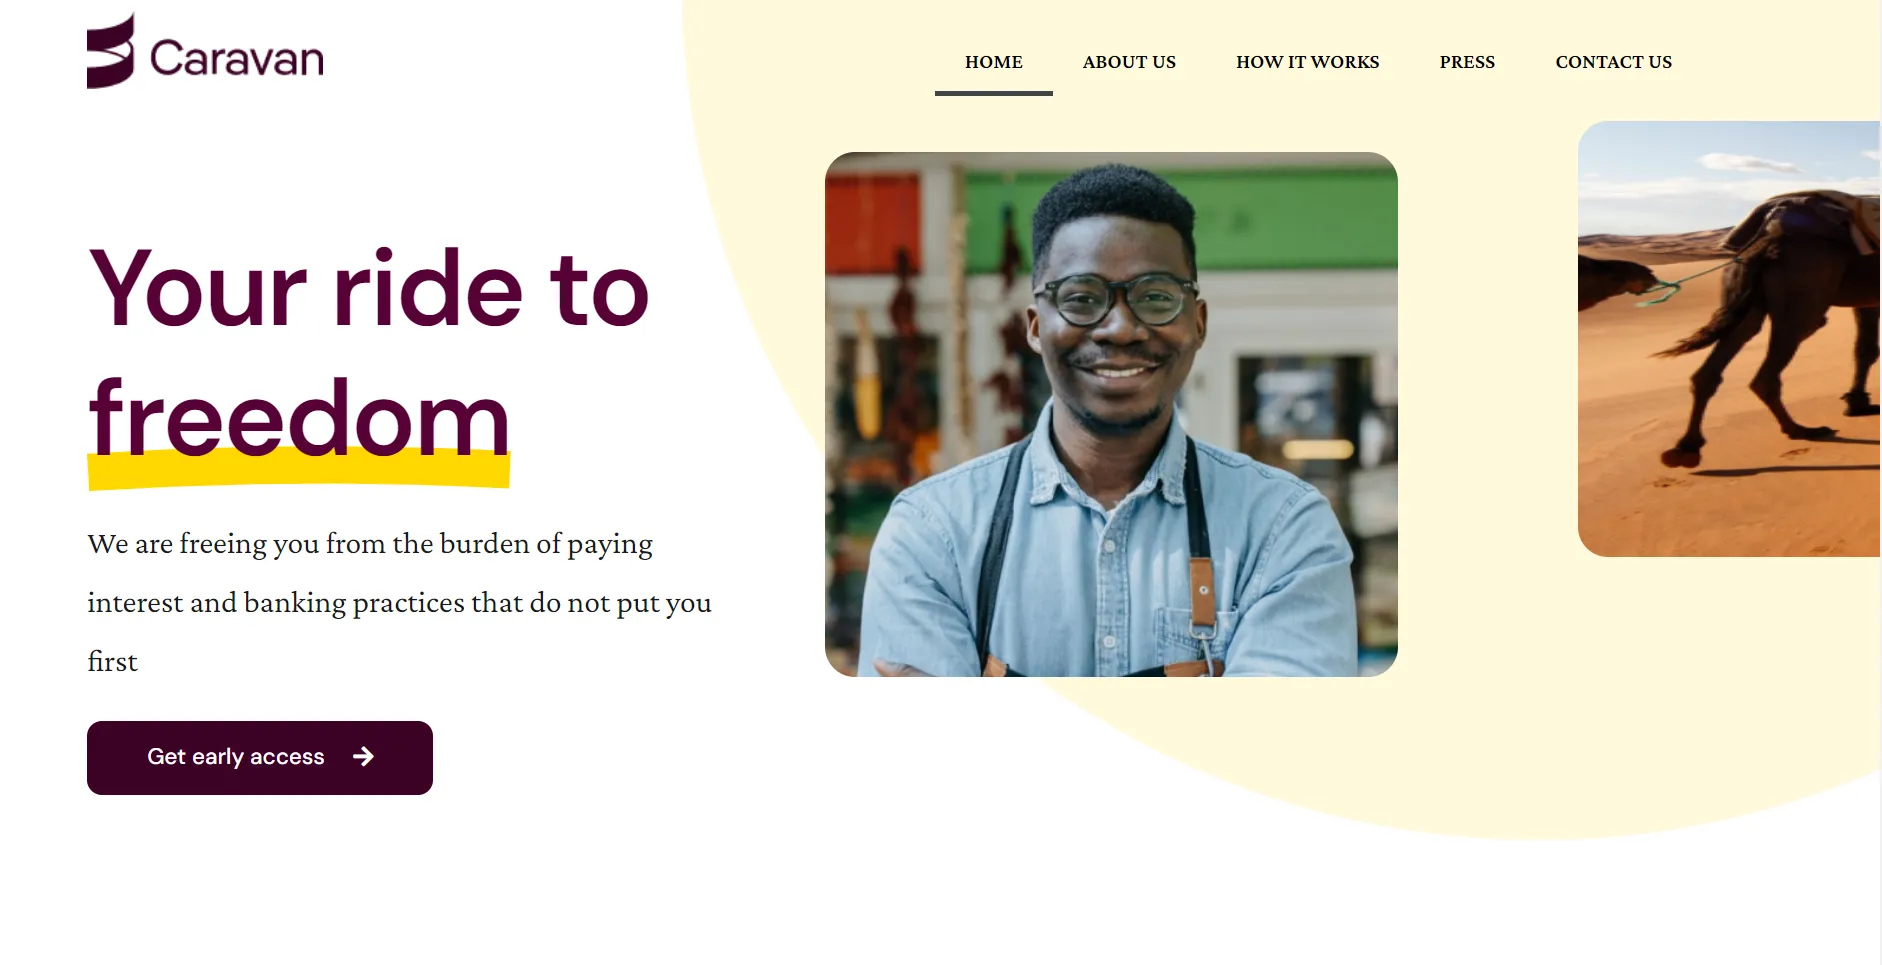 Caravan
HOME
ABOUT US
HOW IT WORKS
PRESS
CONTACT US
Your ride to
freedom
We are freeing you from the burden of paying
interest and banking practices that do not put you
first
Get early access